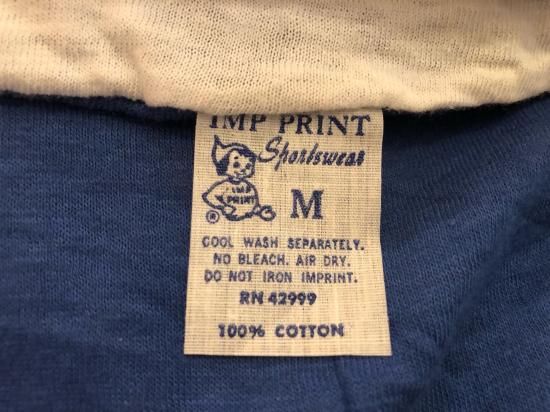 IMP PRINT
Sportswear
IMP
PRINT
® M
COOL WASH SEPARATELY.
NO BLEACH. AIR DRY.
DO NOT IRON IMPRINT.
RN 42999
100% COTTON